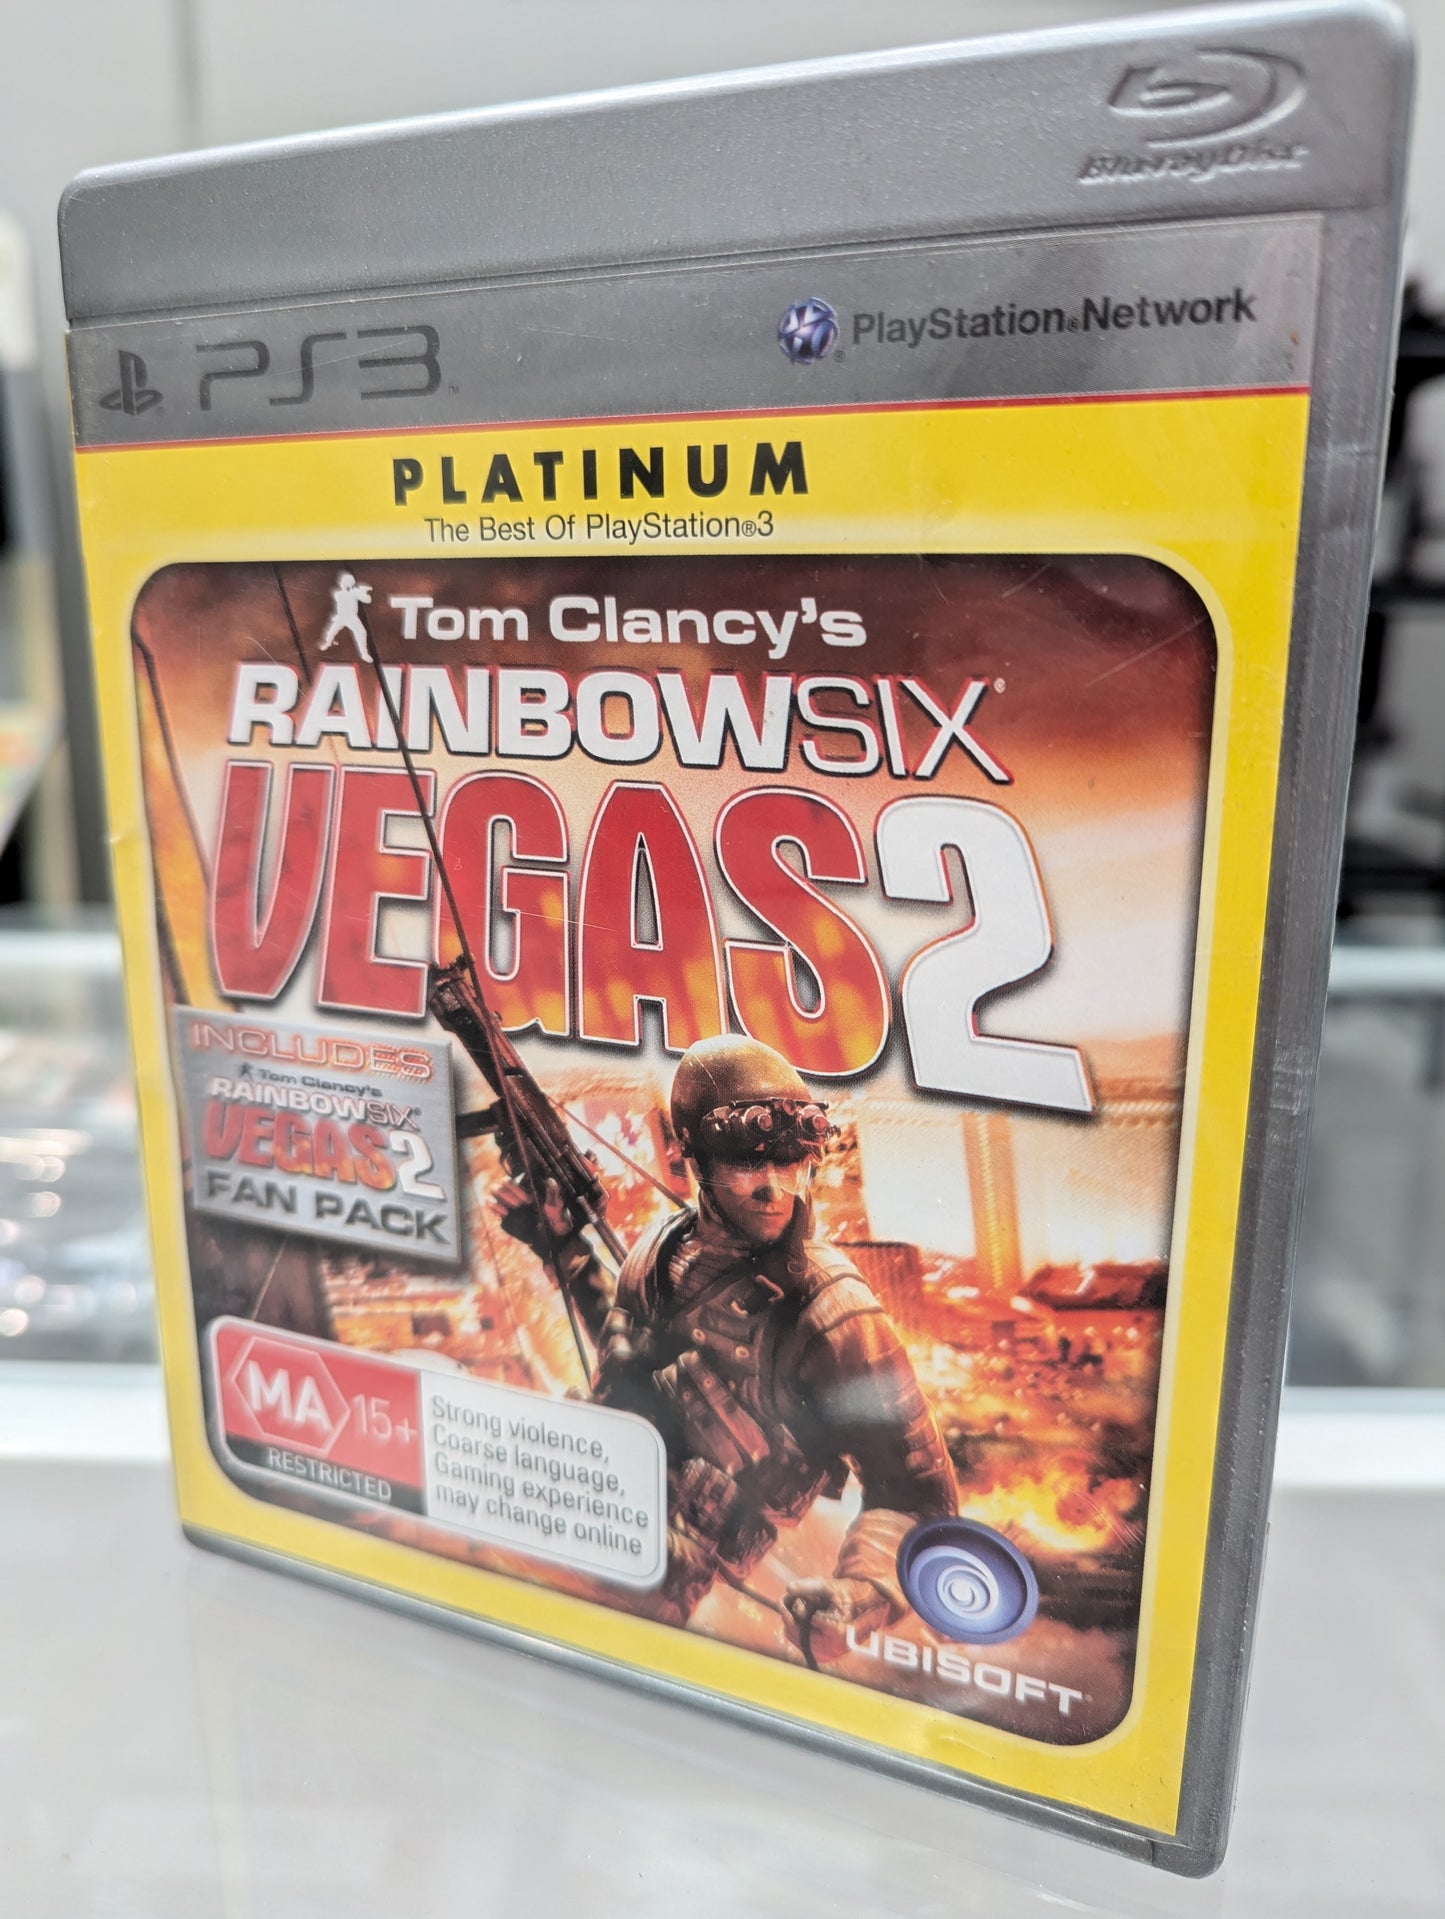 Blu-ray Disc
PS3™
PlayStation®Network
PLATINUM
The Best Of PlayStation®3
Tom Clancy's
RAINBOWSIX®
VEGAS2
INCLUDES
Tom Clancy's
RAINBOWSIX®
VEGAS2
FAN PACK
MA 15+
RESTRICTED
Strong violence,
Coarse language,
Gaming experience
may change online
UBISOFT